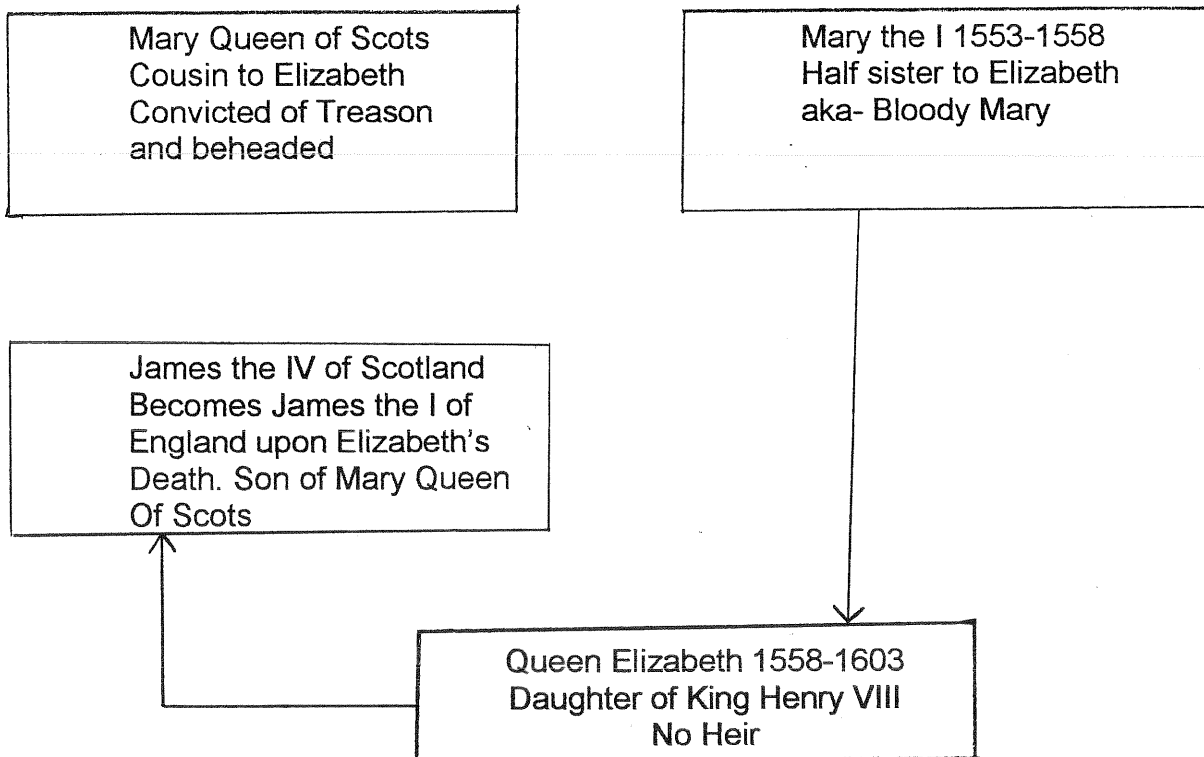 Mary Queen of Scots
Cousin to Elizabeth
Convicted of Treason
and beheaded
Mary the I 1553-1558
Half sister to Elizabeth
aka- Bloody Mary
James the IV of Scotland
Becomes James the I of
England upon Elizabeth's
Death. Son of Mary Queen
Of Scots
Queen Elizabeth 1558-1603
Daughter of King Henry VIII
No Heir